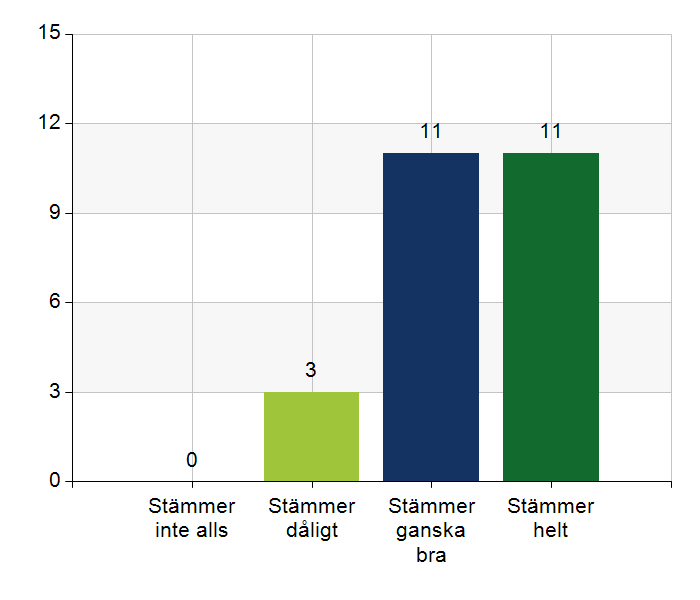 15
12
9
6
3
0
0
3
11
11
Stämmer
inte alls
Stämmer
dåligt
Stämmer
ganska
bra
Stämmer
helt